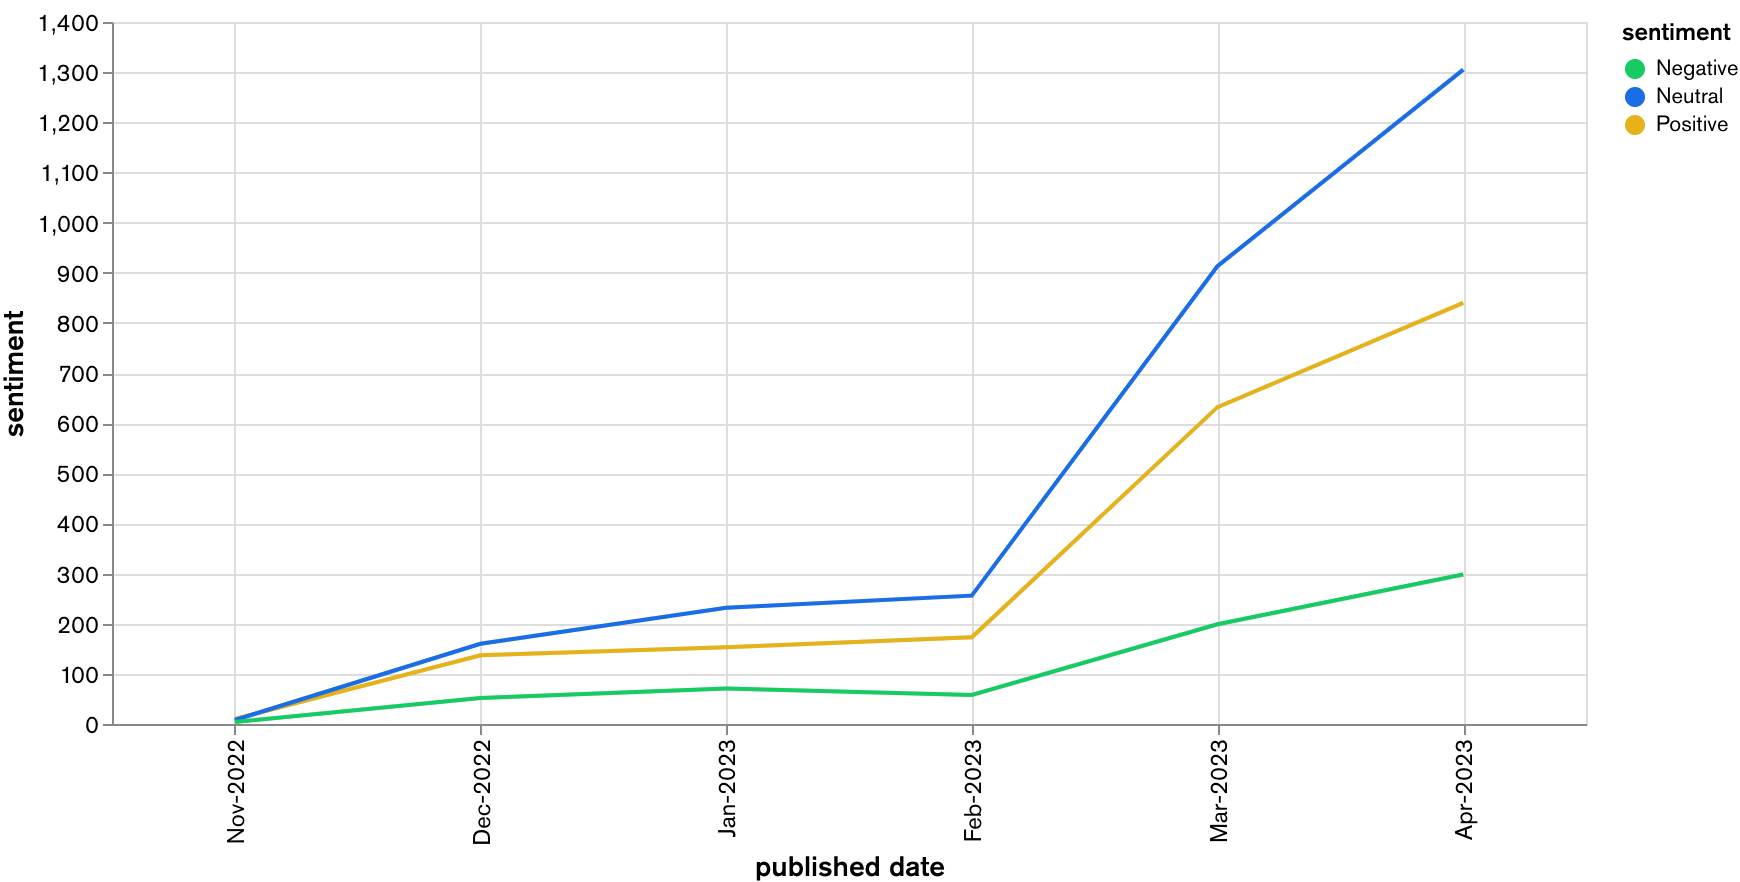 1,400
1,300
1,200
1,100
1,000
900
800
700
600
500
400
300
200
100
0
sentiment
Nov-2022
Dec-2022
Jan-2023
Feb-2023
Mar-2023
Apr-2023
published date
sentiment
Negative
Neutral
Positive